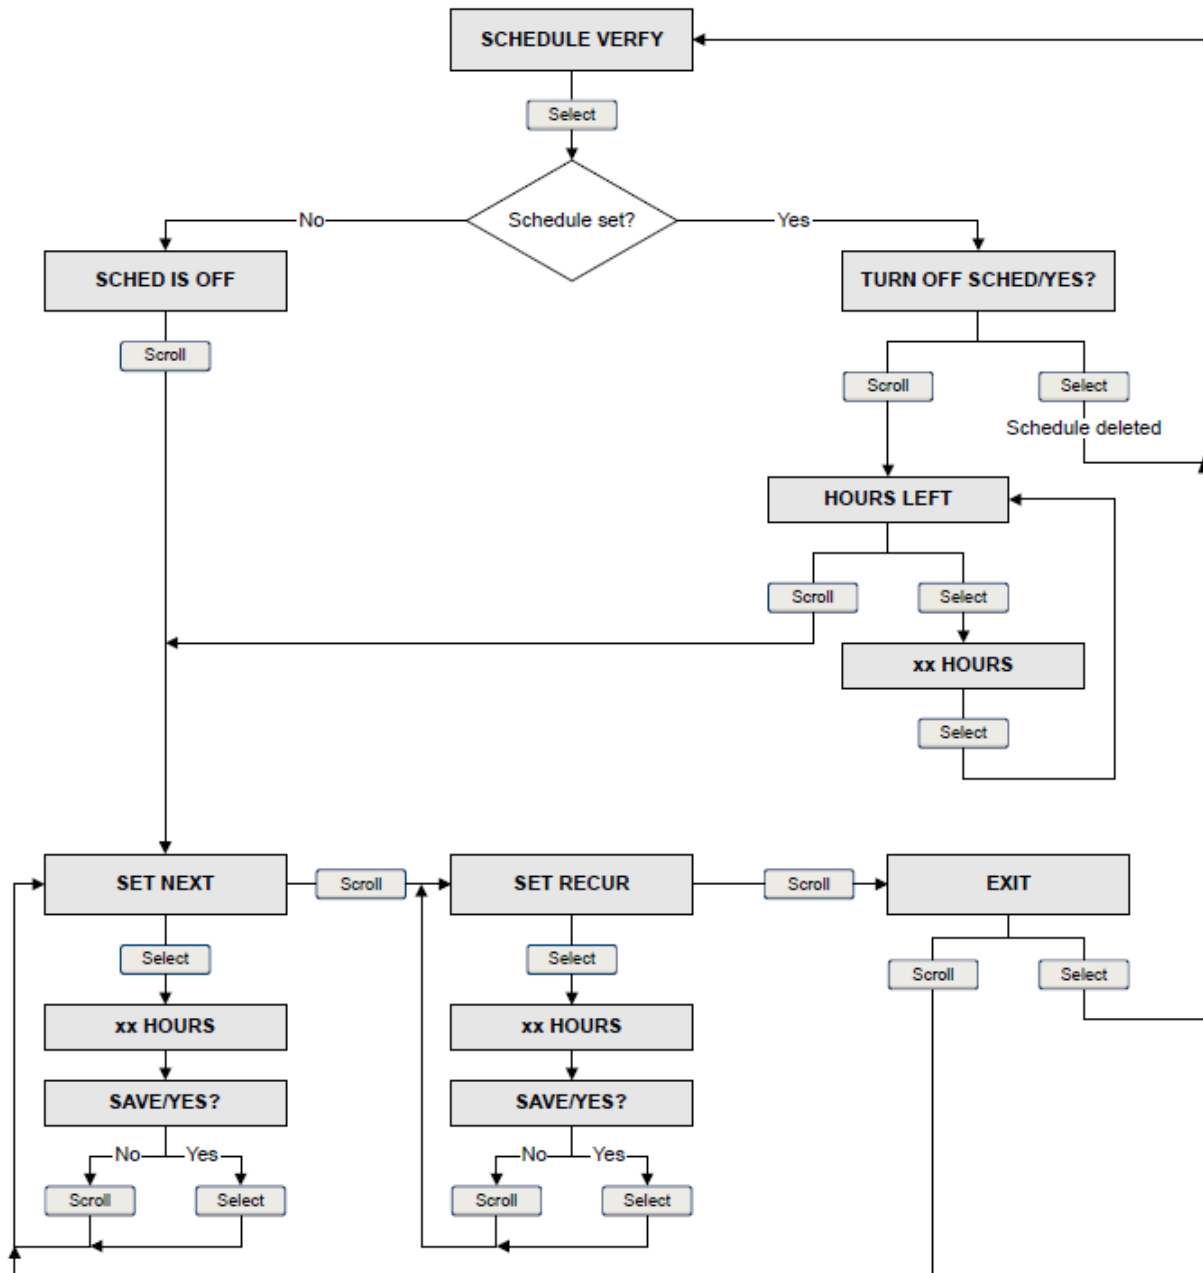 SCHEDULE VERFY
Select
Schedule set?
No
Yes
SCHED IS OFF
TURN OFF SCHED/YES?
Scroll
Scroll
Select
Schedule deleted
HOURS LEFT
Scroll
Select
xx HOURS
Select
SET NEXT
Scroll
SET RECUR
Scroll
EXIT
Select
Select
Scroll
Select
xx HOURS
xx HOURS
SAVE/YES?
SAVE/YES?
No
Yes
No
Yes
Scroll
Select
Scroll
Select